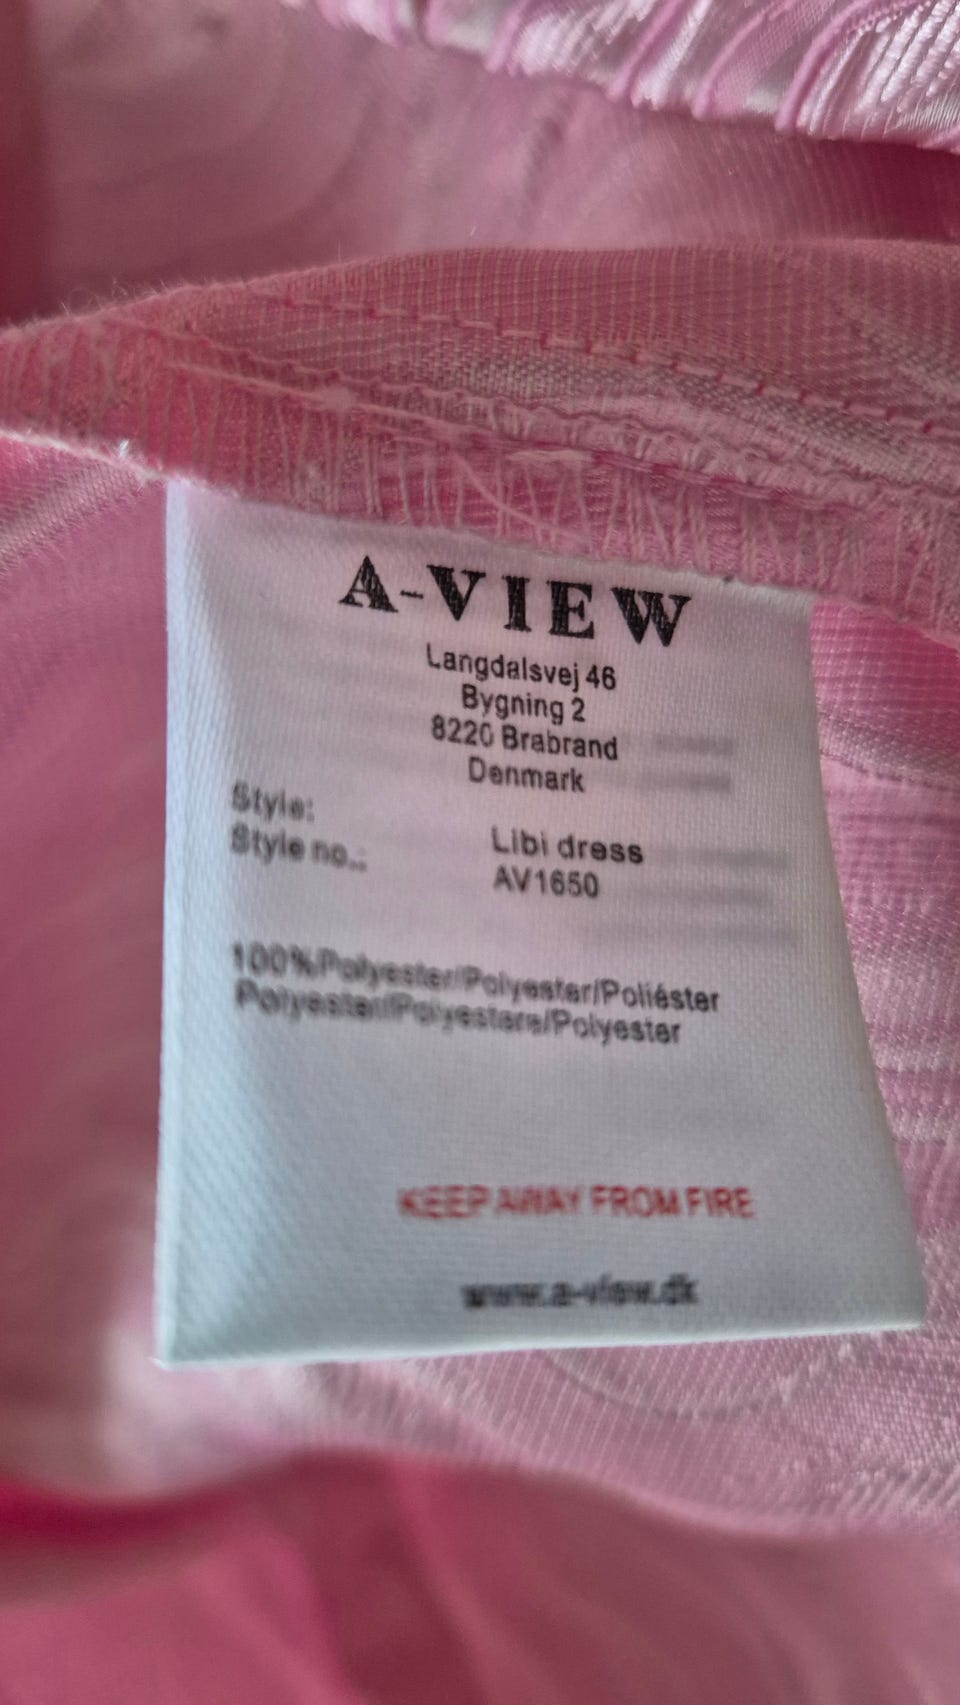 A-VIEW
Langdalsvej 46
Bygning 2
8220 Brabrand
Denmark
Style: Libi dress
Style no.: AV1650
100%Polyester/Polyester/Poliéster
Polyester/Polyestere/Polyester
KEEP AWAY FROM FIRE
www.a-view.dk